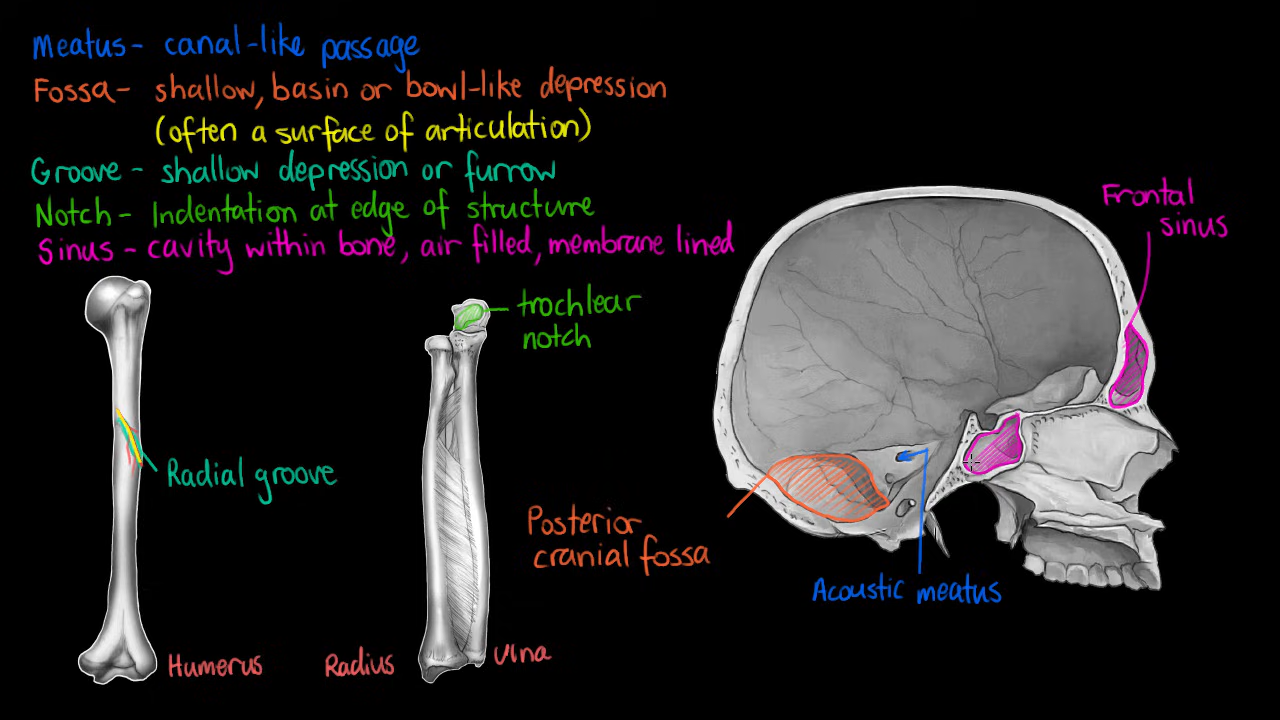 Meatus- canal-like passage
Fossa- shallow, basin or bowl-like depression
(often a surface of articulation)
Groove - shallow depression or furrow
Notch- Indentation at edge of structure
Sinus - cavity within bone, air filled, membrane lined
Frontal
sinus
trochlear
notch
Radial groove
Posterior
cranial fossa
Acoustic meatus
Humerus
Radius
Ulna